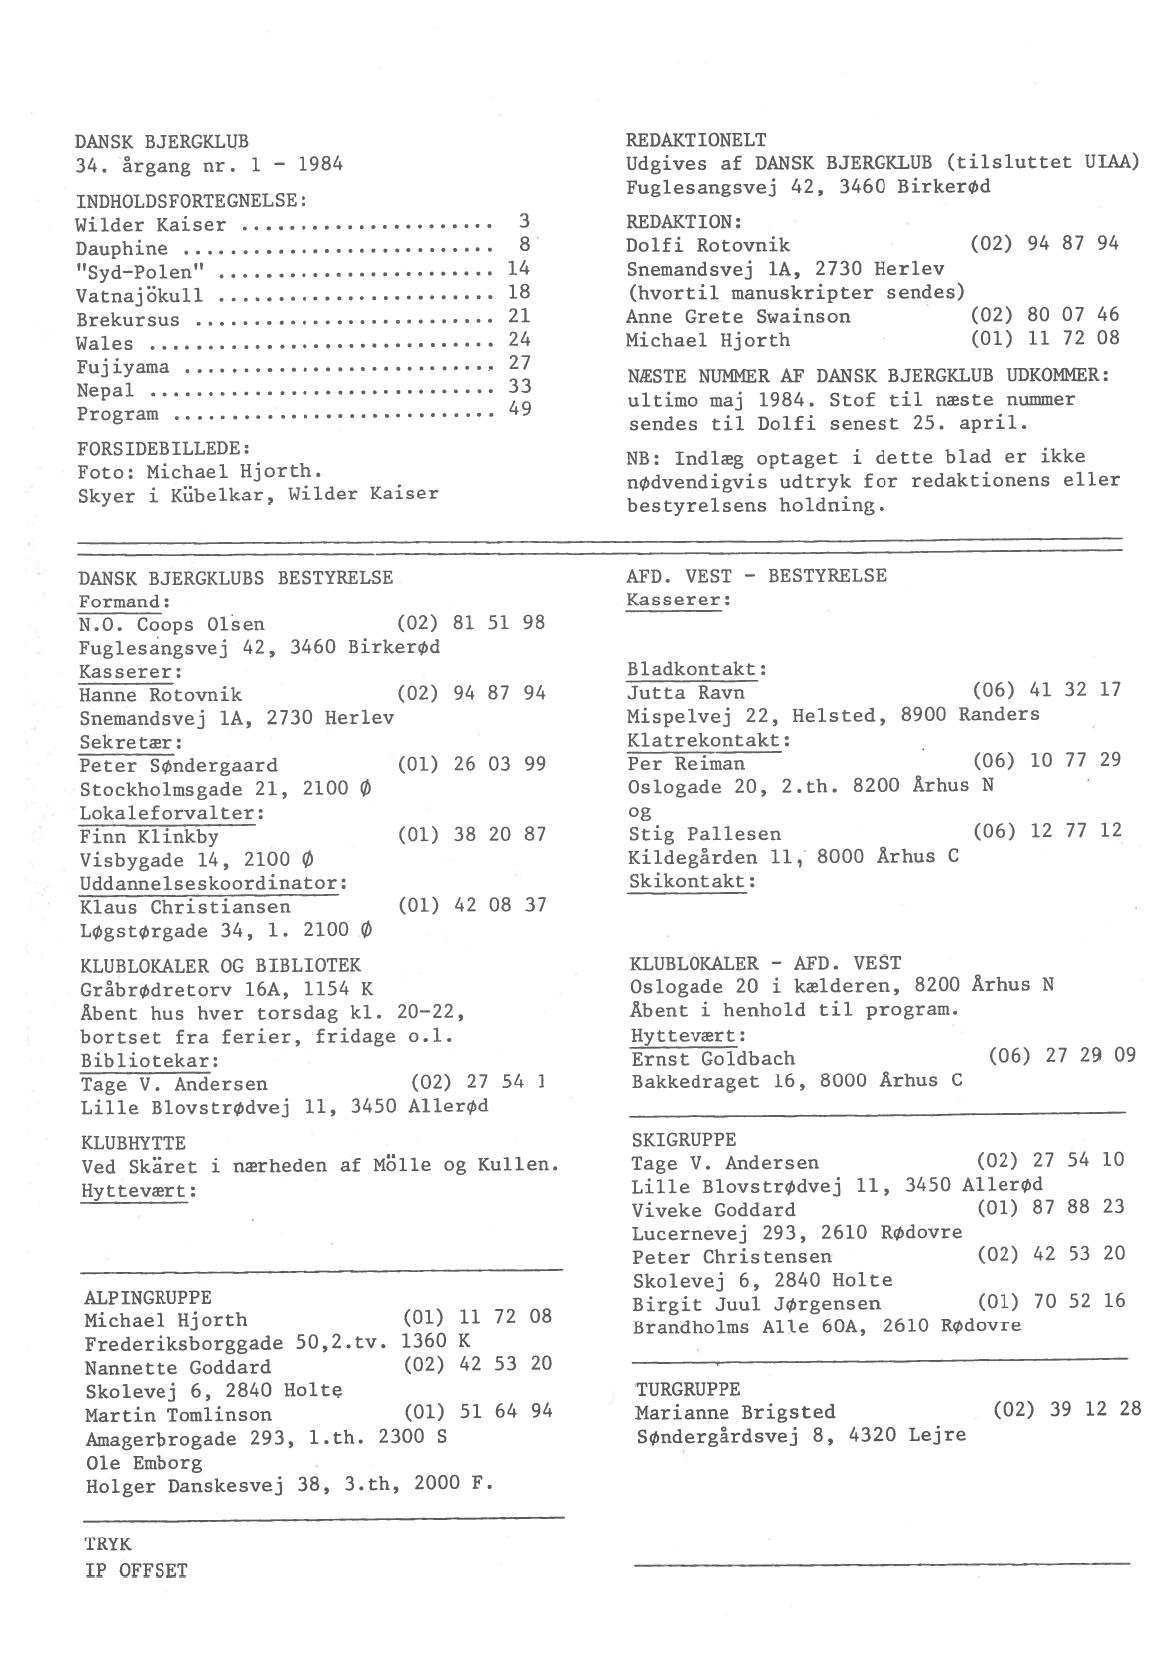 DANSK BJERGKLUB
34. årgang nr. 1 - 1984
INDHOLDSFORTEGNELSE:
Wilder Kaiser ...................... 3
Dauphine ........................... 8
"Syd-Polen" ........................ 14
Vatnajökull ........................ 18
Brekursus .......................... 21
Wales .............................. 24
Fujiyama ........................... 27
Nepal .............................. 33
Program ............................ 49
FORSIDEBILLEDE:
Foto: Michael Hjorth.
Skyer i Kübelkar, Wilder Kaiser
REDAKTIONELT
Udgives af DANSK BJERGKLUB (tilsluttet UIAA)
Fuglesangsvej 42, 3460 Birkerød
REDAKTION:
Dolfi Rotovnik (02) 94 87 94
Snemandsvej 1A, 2730 Herlev
(hvortil manuskripter sendes)
Anne Grete Swainson (02) 80 07 46
Michael Hjorth (01) 11 72 08
NÆSTE NUMMER AF DANSK BJERGKLUB UDKOMMER:
ultimo maj 1984. Stof til næste nummer
sendes til Dolfi senest 25. april.
NB: Indlæg optaget i dette blad er ikke
nødvendigvis udtryk for redaktionens eller
bestyrelsens holdning.
DANSK BJERGKLUBS BESTYRELSE
Formand:
N.O. Coops Olsen (02) 81 51 98
Fuglesangsvej 42, 3460 Birkerød
Kasserer:
Hanne Rotovnik (02) 94 87 94
Snemandsvej 1A, 2730 Herlev
Sekretær:
Peter Søndergaard (01) 26 03 99
Stockholmsgade 21, 2100 Ø
Lokaleforvalter:
Finn Klinkby (01) 38 20 87
Visbygade 14, 2100 Ø
Uddannelseskoordinator:
Klaus Christiansen (01) 42 08 37
Løgstørgade 34, 1. 2100 Ø
KLUBLOKALER OG BIBLIOTEK
Gråbrødretorv 16A, 1154 K
Åbent hus hver torsdag kl. 20-22,
bortset fra ferier, fridage o.l.
Bibliotekar:
Tage V. Andersen (02) 27 54 1
Lille Blovstrødvej 11, 3450 Allerød
KLUBHYTTE
Ved Skäret i nærheden af Mölle og Kullen.
Hyttevært:
ALPINGRUPPE
Michael Hjorth (01) 11 72 08
Frederiksborggade 50,2.tv. 1360 K
Nannette Goddard (02) 42 53 20
Skolevej 6, 2840 Holte
Martin Tomlinson (01) 51 64 94
Amagerbrogade 293, 1.th. 2300 S
Ole Emborg
Holger Danskesvej 38, 3.th, 2000 F.
TRYK
IP OFFSET
AFD. VEST - BESTYRELSE
Kasserer:
Bladkontakt:
Jutta Ravn (06) 41 32 17
Mispelvej 22, Helsted, 8900 Randers
Klatrekontakt:
Per Reiman (06) 10 77 29
Oslogade 20, 2.th. 8200 Århus N
og
Stig Pallesen (06) 12 77 12
Kildegården 11, 8000 Århus C
Skikontakt:
KLUBLOKALER - AFD. VEST
Oslogade 20 i kælderen, 8200 Århus N
Åbent i henhold til program.
Hyttevært:
Ernst Goldbach (06) 27 29 09
Bakkedraget 16, 8000 Århus C
SKIGRUPPE
Tage V. Andersen (02) 27 54 10
Lille Blovstrødvej 11, 3450 Allerød
Viveke Goddard (01) 87 88 23
Lucernevej 293, 2610 Rødovre
Peter Christensen (02) 42 53 20
Skolevej 6, 2840 Holte
Birgit Juul Jørgensen (01) 70 52 16
Brandholms Alle 60A, 2610 Rødovre
TURGRUPPE
Marianne Brigsted (02) 39 12 28
Søndergårdsvej 8, 4320 Lejre